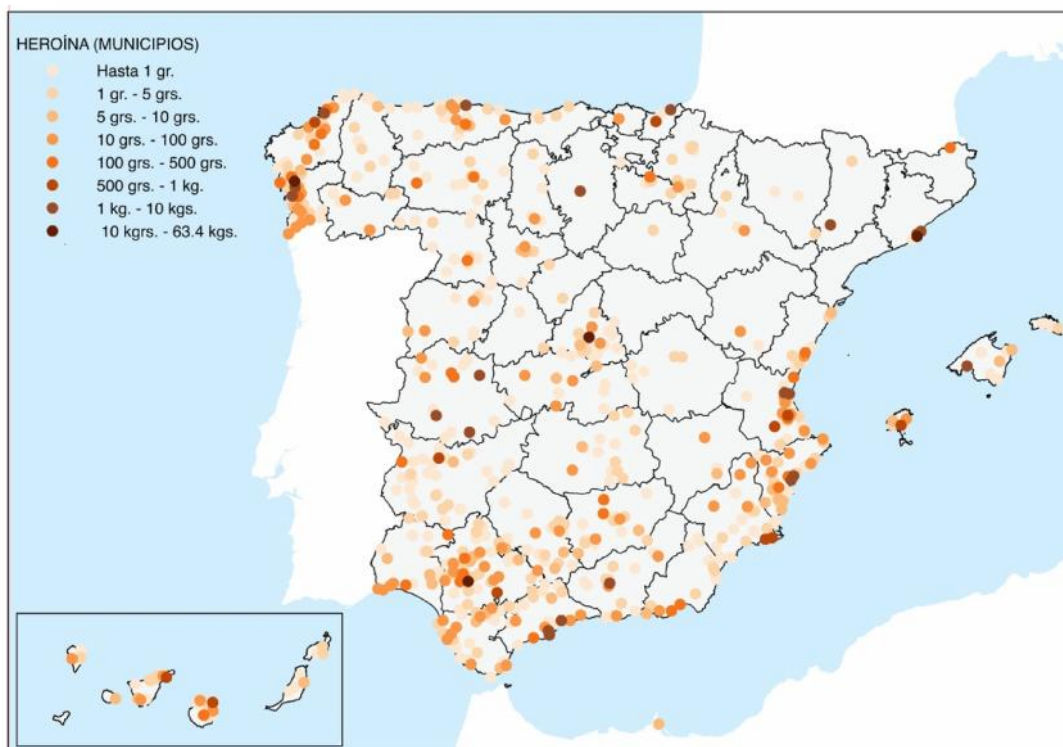 HEROÍNA (MUNICIPIOS)
Hasta 1 gr.
1 gr. - 5 grs.
5 grs. - 10 grs.
10 grs. - 100 grs.
100 grs. - 500 grs.
500 grs. - 1 kg.
1 kg. - 10 kgs.
10 kgrs. - 63.4 kgs.